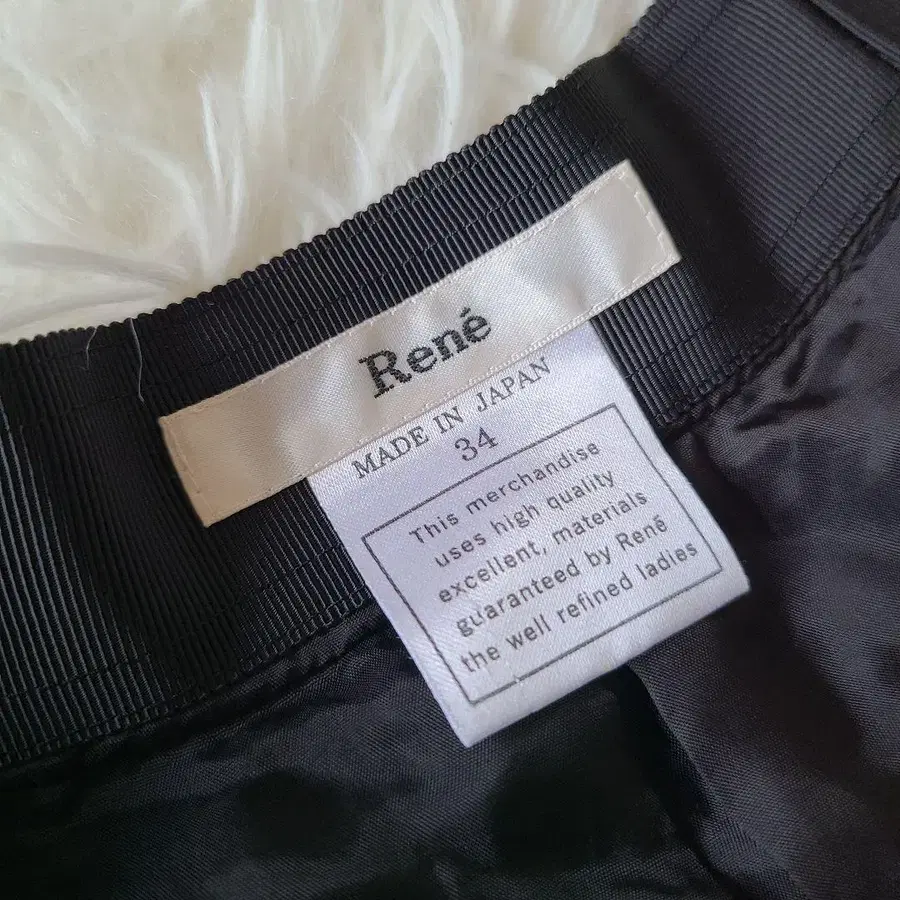 René
MADE IN JAPAN
34
This merchandise
uses high quality
excellent, materials
guaranteed by René
the well refined ladies